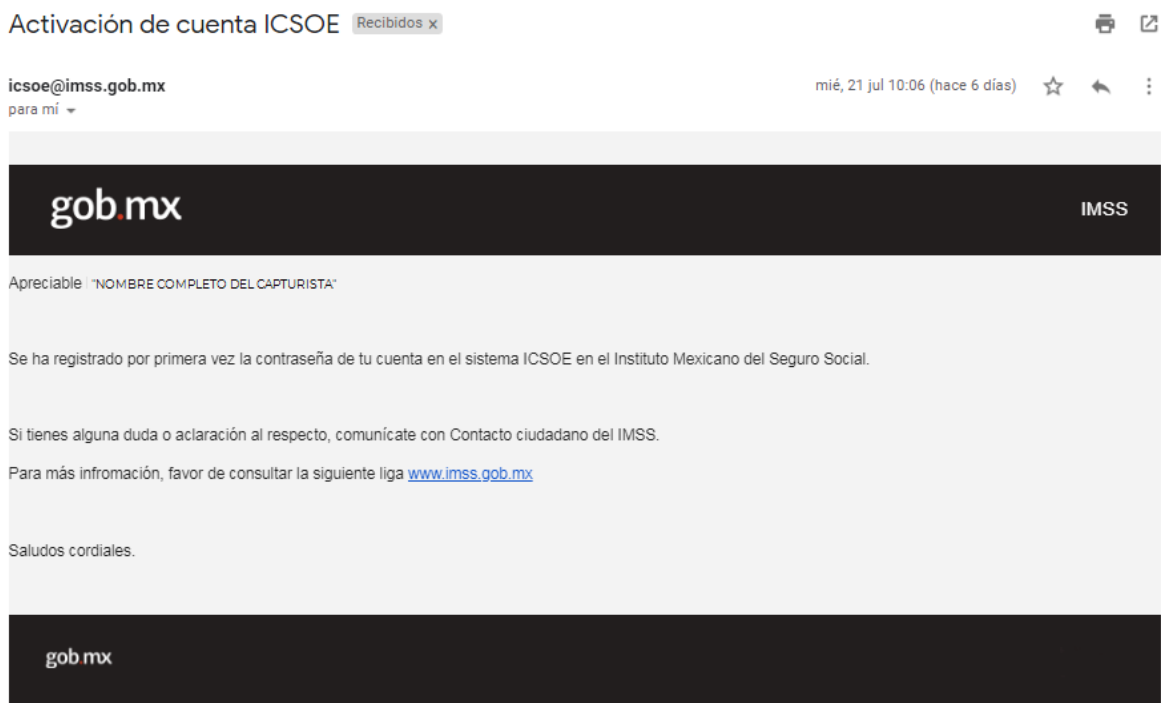 Activación de cuenta ICSOE Recibidos x
icsoe@imss.gob.mx mié, 21 jul 10:06 (hace 6 días)
para mí
gob.mx IMSS
Apreciable "NOMBRE COMPLETO DEL CAPTURISTA"
Se ha registrado por primera vez la contraseña de tu cuenta en el sistema ICSOE en el Instituto Mexicano del Seguro Social.
Si tienes alguna duda o aclaración al respecto, comunícate con Contacto ciudadano del IMSS.
Para más infromación, favor de consultar la siguiente liga www.imss.gob.mx
Saludos cordiales.
gob.mx